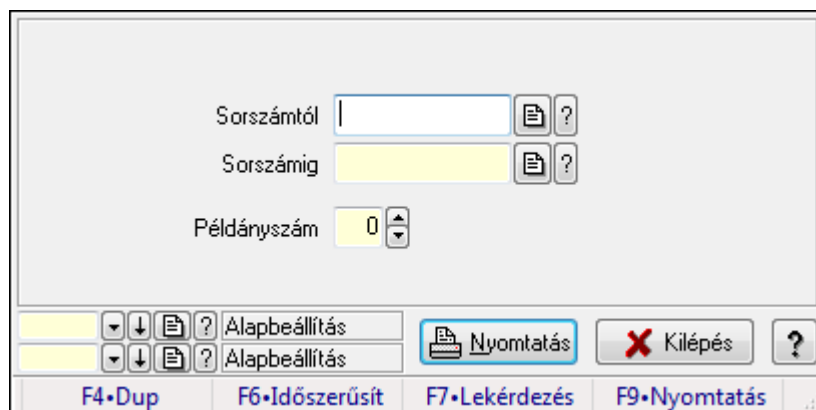 Sorszámtól ?
Sorszámig ?
Példányszám 0
? Alapbeállítás
? Alapbeállítás
Nyomtatás Kilépés ?
F4•Dup F6•Időszerűsít F7•Lekérdezés F9•Nyomtatás